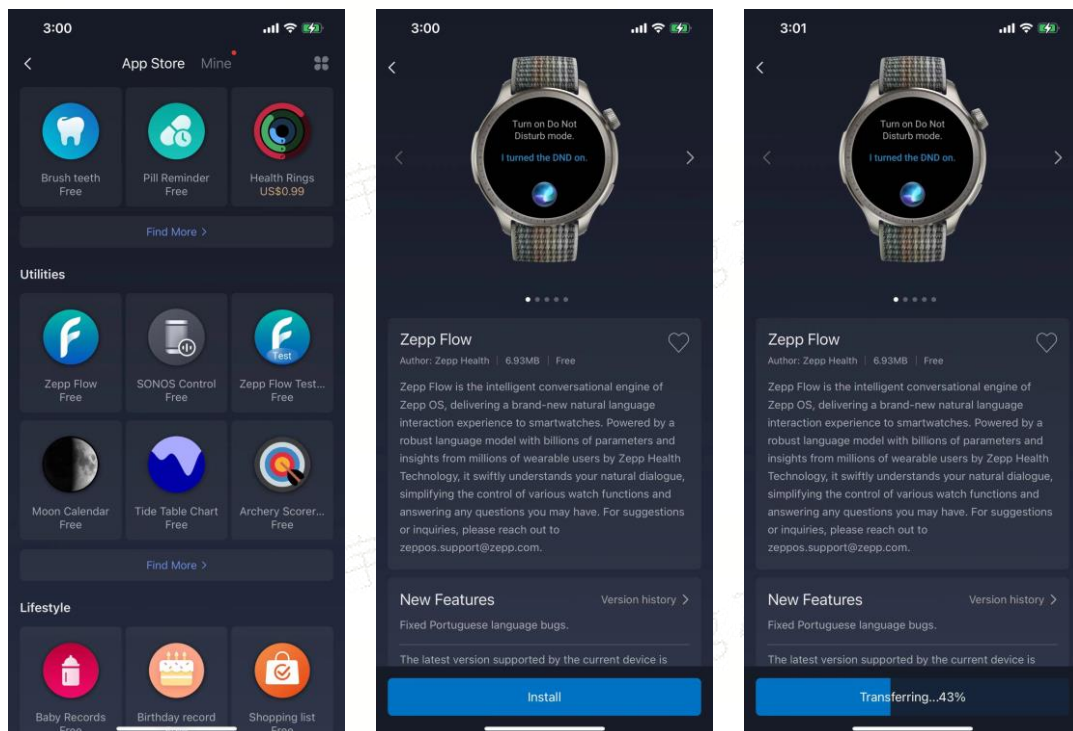 3:00
App Store Mine
Brush teeth
Free
Pill Reminder
Free
Health Rings
US$0.99
Find More >
Utilities
Zepp Flow
Free
SONOS Control
Free
Test
Zepp Flow Test...
Free
Moon Calendar
Free
Tide Table Chart
Free
Archery Scorer...
Free
Find More >
Lifestyle
Baby Records
Free
Birthday record
Free
Shopping list
Free
3:00
Turn on Do Not
Disturb mode.
I turned the DND on.
Zepp Flow
Author: Zepp Health | 6.93MB | Free
Zepp Flow is the intelligent conversational engine of
Zepp OS, delivering a brand-new natural language
interaction experience to smartwatches. Powered by a
robust language model with billions of parameters and
insights from millions of wearable users by Zepp Health
Technology, it swiftly understands your natural dialogue,
simplifying the control of various watch functions and
answering any questions you may have. For suggestions
or inquiries, please reach out to
zeppos.support@zepp.com.
New Features
Version history >
Fixed Portuguese language bugs.
The latest version supported by the current device is
Install
3:01
Turn on Do Not
Disturb mode.
I turned the DND on.
Zepp Flow
Author: Zepp Health | 6.93MB | Free
Zepp Flow is the intelligent conversational engine of
Zepp OS, delivering a brand-new natural language
interaction experience to smartwatches. Powered by a
robust language model with billions of parameters and
insights from millions of wearable users by Zepp Health
Technology, it swiftly understands your natural dialogue,
simplifying the control of various watch functions and
answering any questions you may have. For suggestions
or inquiries, please reach out to
zeppos.support@zepp.com.
New Features
Version history >
Fixed Portuguese language bugs.
The latest version supported by the current device is
Transferring...43%